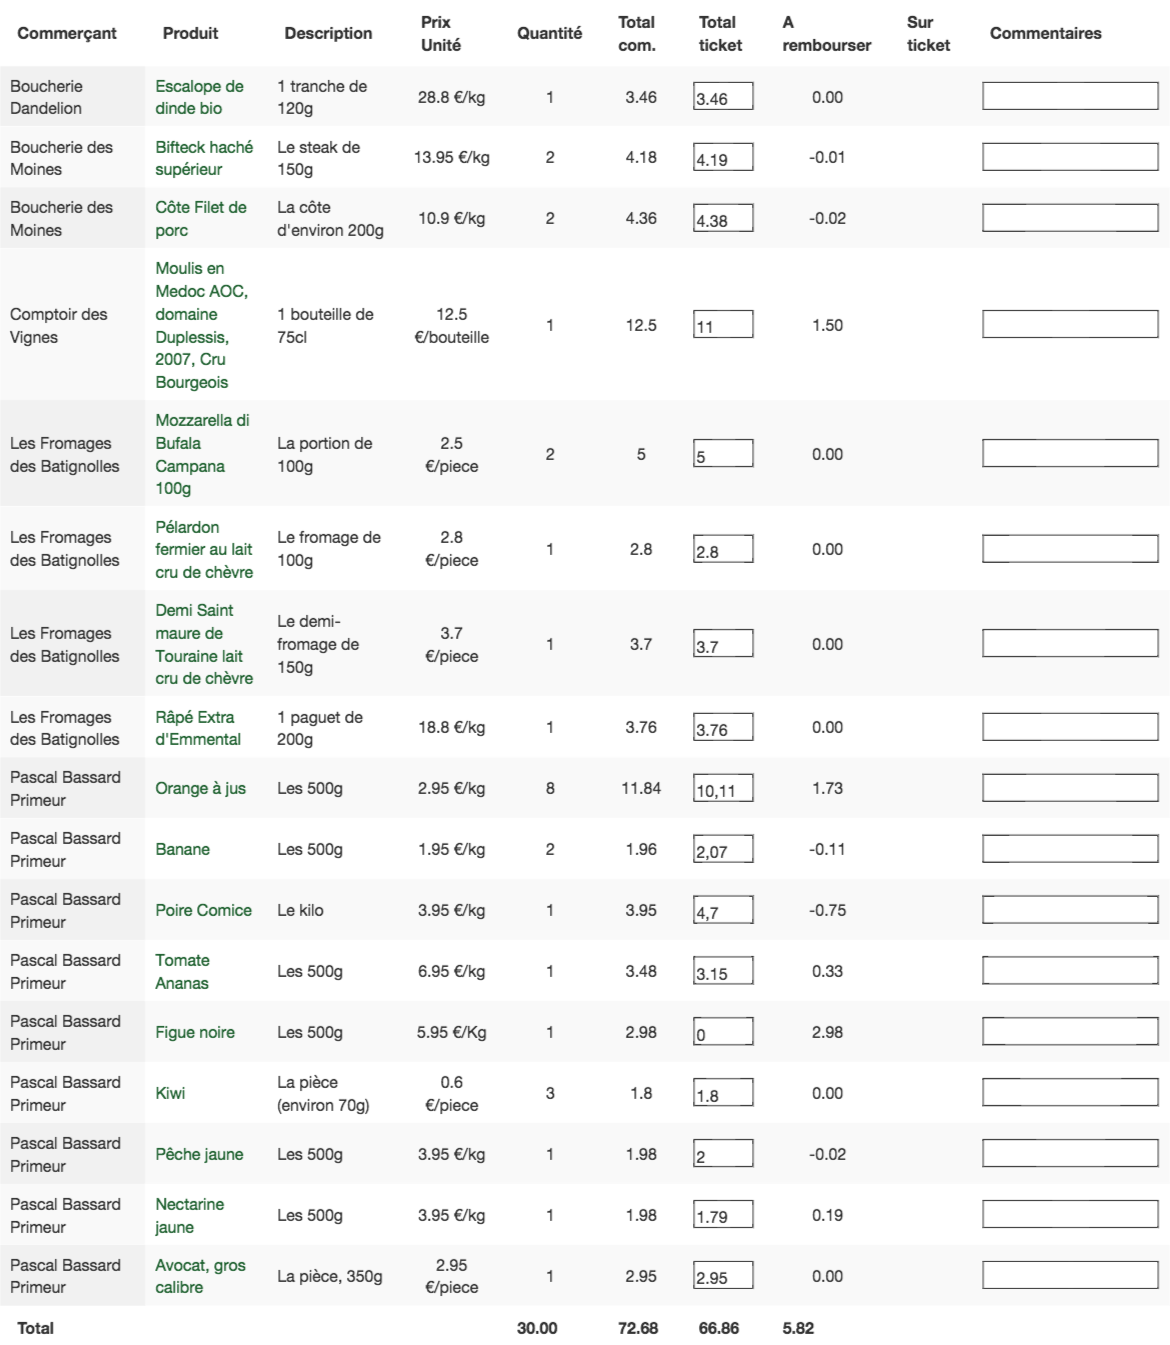 Commerçant Produit Description Prix Unité Quantité Total com. Total ticket A rembourser Sur ticket Commentaires
Boucherie Dandelion Escalope de dinde bio 1 tranche de 120g 28.8 €/kg 1 3.46 3.46 0.00
Boucherie des Moines Bifteck haché supérieur Le steak de 150g 13.95 €/kg 2 4.18 4.19 -0.01
Boucherie des Moines Côte Filet de porc La côte d'environ 200g 10.9 €/kg 2 4.36 4.38 -0.02
Comptoir des Vignes Moulis en Medoc AOC, domaine Duplessis, 2007, Cru Bourgeois 1 bouteille de 75cl 12.5 €/bouteille 1 12.5 11 1.50
Les Fromages des Batignolles Mozzarella di Bufala Campana 100g La portion de 100g 2.5 €/piece 2 5 5 0.00
Les Fromages des Batignolles Pélardon fermier au lait cru de chèvre Le fromage de 100g 2.8 €/piece 1 2.8 2.8 0.00
Les Fromages des Batignolles Demi Saint maure de Touraine lait cru de chèvre Le demi-fromage de 150g 3.7 €/piece 1 3.7 3.7 0.00
Les Fromages des Batignolles Râpé Extra d'Emmental 1 paguet de 200g 18.8 €/kg 1 3.76 3.76 0.00
Pascal Bassard Primeur Orange à jus Les 500g 2.95 €/kg 8 11.84 10,11 1.73
Pascal Bassard Primeur Banane Les 500g 1.95 €/kg 2 1.96 2,07 -0.11
Pascal Bassard Primeur Poire Comice Le kilo 3.95 €/kg 1 3.95 4,7 -0.75
Pascal Bassard Primeur Tomate Ananas Les 500g 6.95 €/kg 1 3.48 3.15 0.33
Pascal Bassard Primeur Figue noire Les 500g 5.95 €/Kg 1 2.98 0 2.98
Pascal Bassard Primeur Kiwi La pièce (environ 70g) 0.6 €/piece 3 1.8 1.8 0.00
Pascal Bassard Primeur Pêche jaune Les 500g 3.95 €/kg 1 1.98 2 -0.02
Pascal Bassard Primeur Nectarine jaune Les 500g 3.95 €/kg 1 1.98 1.79 0.19
Pascal Bassard Primeur Avocat, gros calibre La pièce, 350g 2.95 €/piece 1 2.95 2.95 0.00
Total 30.00 72.68 66.86 5.82